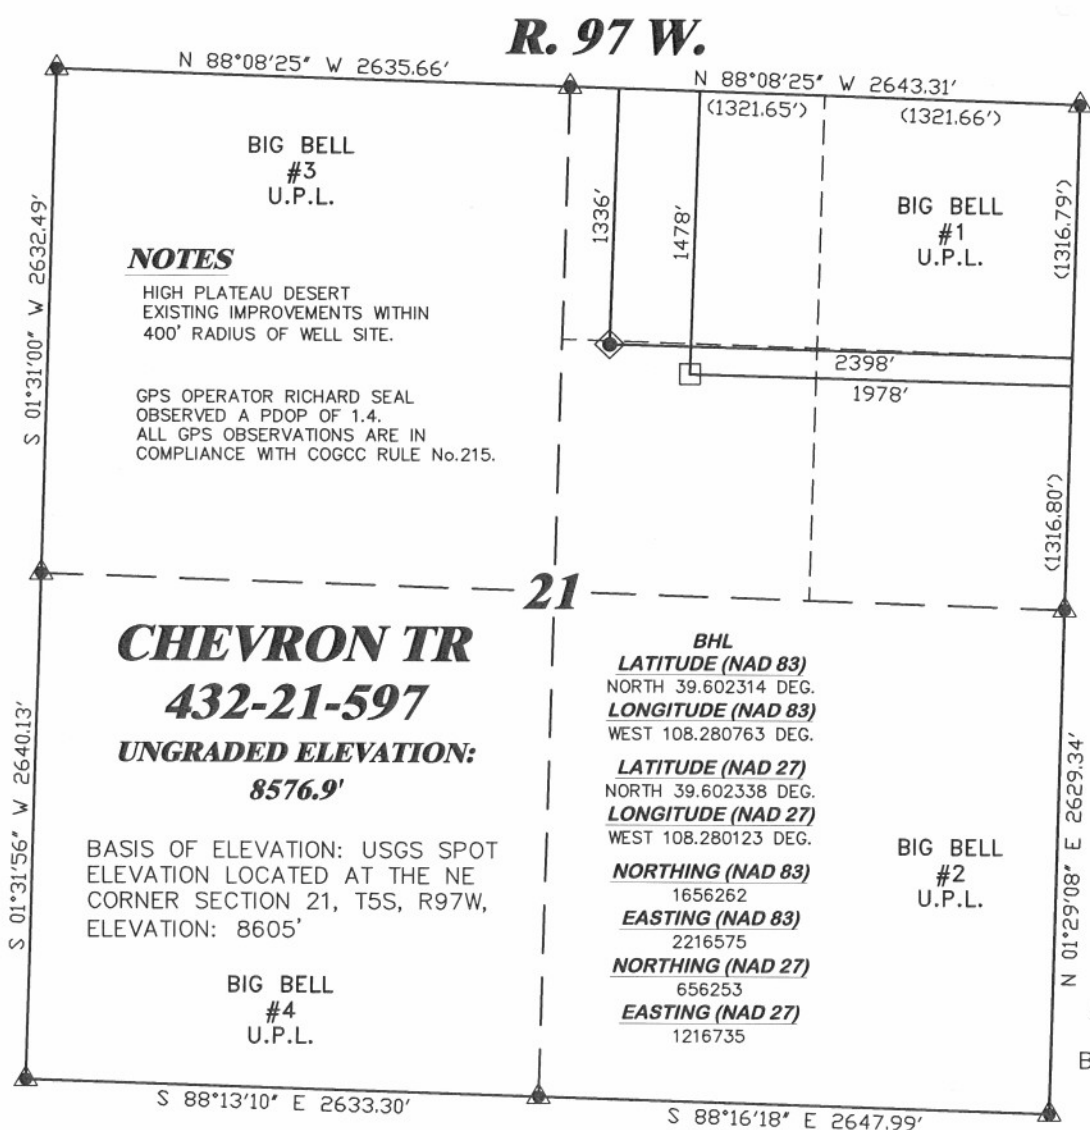 R. 97 W.
N 88°08'25" W 2635.66'
N 88°08'25" W 2643.31'
(1321.65')
(1321.66')
BIG BELL
#3
U.P.L.
S 01°31'00" W 2632.49'
1336'
1478'
BIG BELL
#1
U.P.L.
(1316.79')
NOTES
HIGH PLATEAU DESERT
EXISTING IMPROVEMENTS WITHIN
400' RADIUS OF WELL SITE.
GPS OPERATOR RICHARD SEAL
OBSERVED A PDOP OF 1.4.
ALL GPS OBSERVATIONS ARE IN
COMPLIANCE WITH COGCC RULE No.215.
2398'
1978'
(1316.80')
21
CHEVRON TR
432-21-597
UNGRADED ELEVATION:
8576.9'
BASIS OF ELEVATION: USGS SPOT
ELEVATION LOCATED AT THE NE
CORNER SECTION 21, T5S, R97W,
ELEVATION: 8605'
S 01°31'56" W 2640.13'
BIG BELL
#4
U.P.L.
BHL
LATITUDE (NAD 83)
NORTH 39.602314 DEG.
LONGITUDE (NAD 83)
WEST 108.280763 DEG.
LATITUDE (NAD 27)
NORTH 39.602338 DEG.
LONGITUDE (NAD 27)
WEST 108.280123 DEG.
NORTHING (NAD 83)
1656262
EASTING (NAD 83)
2216575
NORTHING (NAD 27)
656253
EASTING (NAD 27)
1216735
BIG BELL
#2
U.P.L.
N 01°29'08" E 2629.34'
B
S 88°13'10" E 2633.30'
S 88°16'18" E 2647.99'